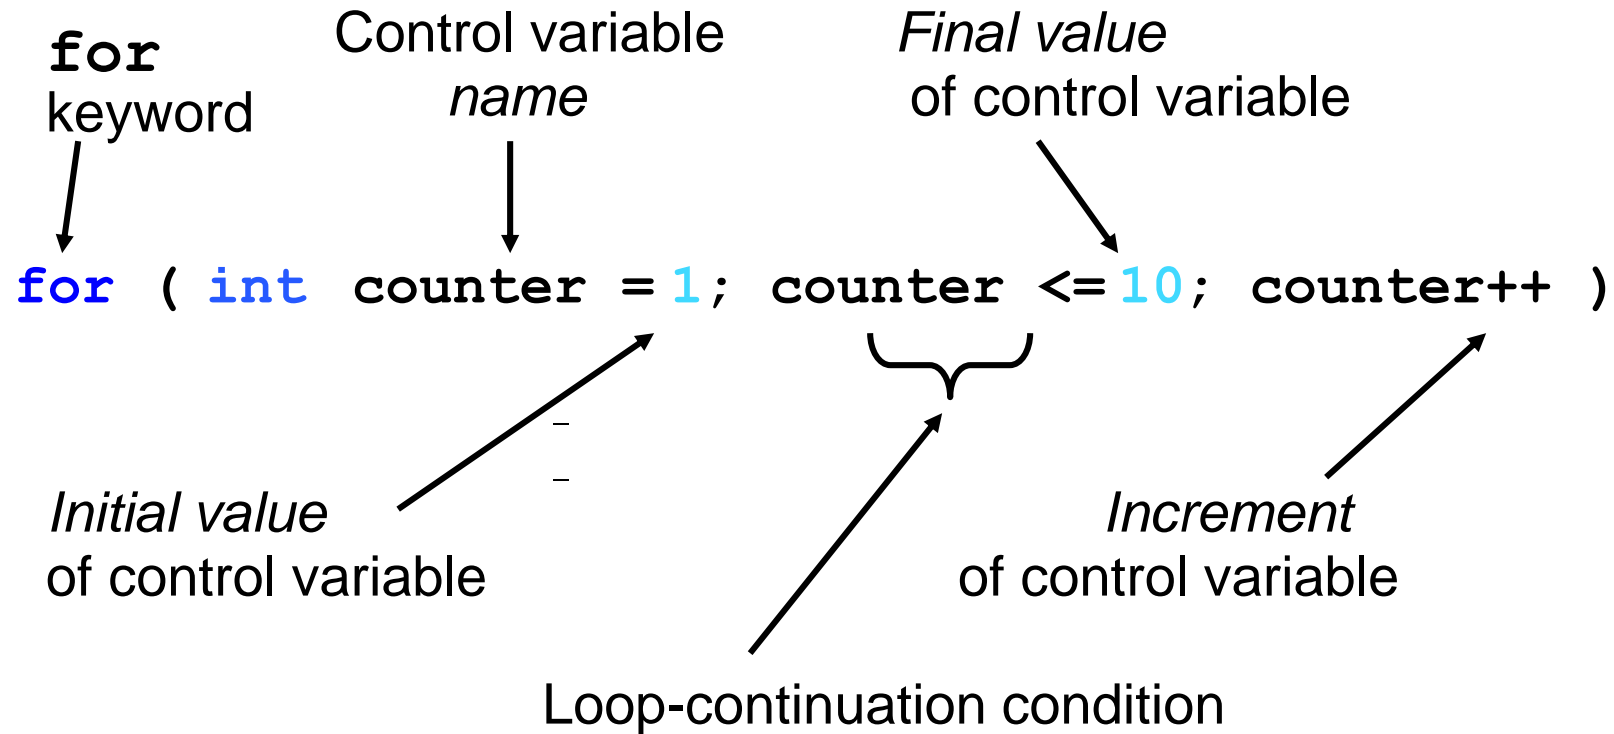 for
keyword
Control variable
name
Final value
of control variable
for ( int counter = 1; counter <= 10; counter++ )
Initial value
of control variable
Increment
of control variable
Loop-continuation condition